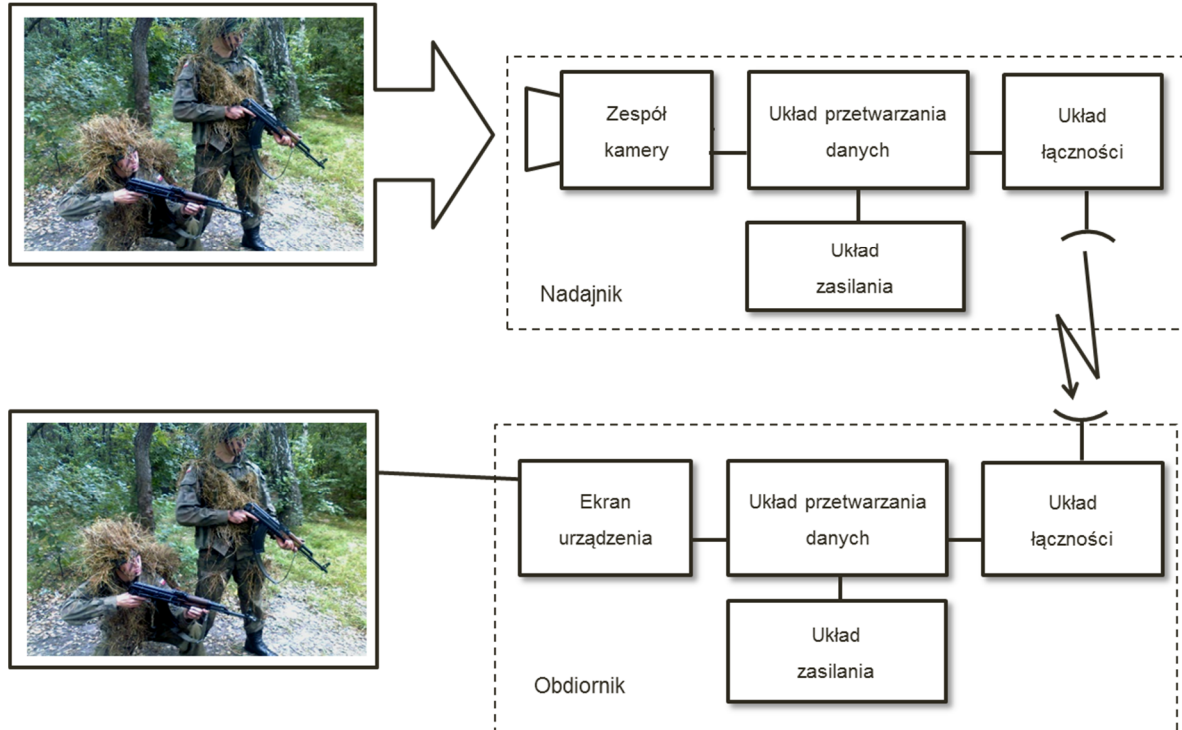 Zespół
kamery
Układ przetwarzania
danych
Układ
łączności
Układ
zasilania
Nadajnik
Ekran
urządzenia
Układ przetwarzania
danych
Układ
łączności
Układ
zasilania
Obdiornik